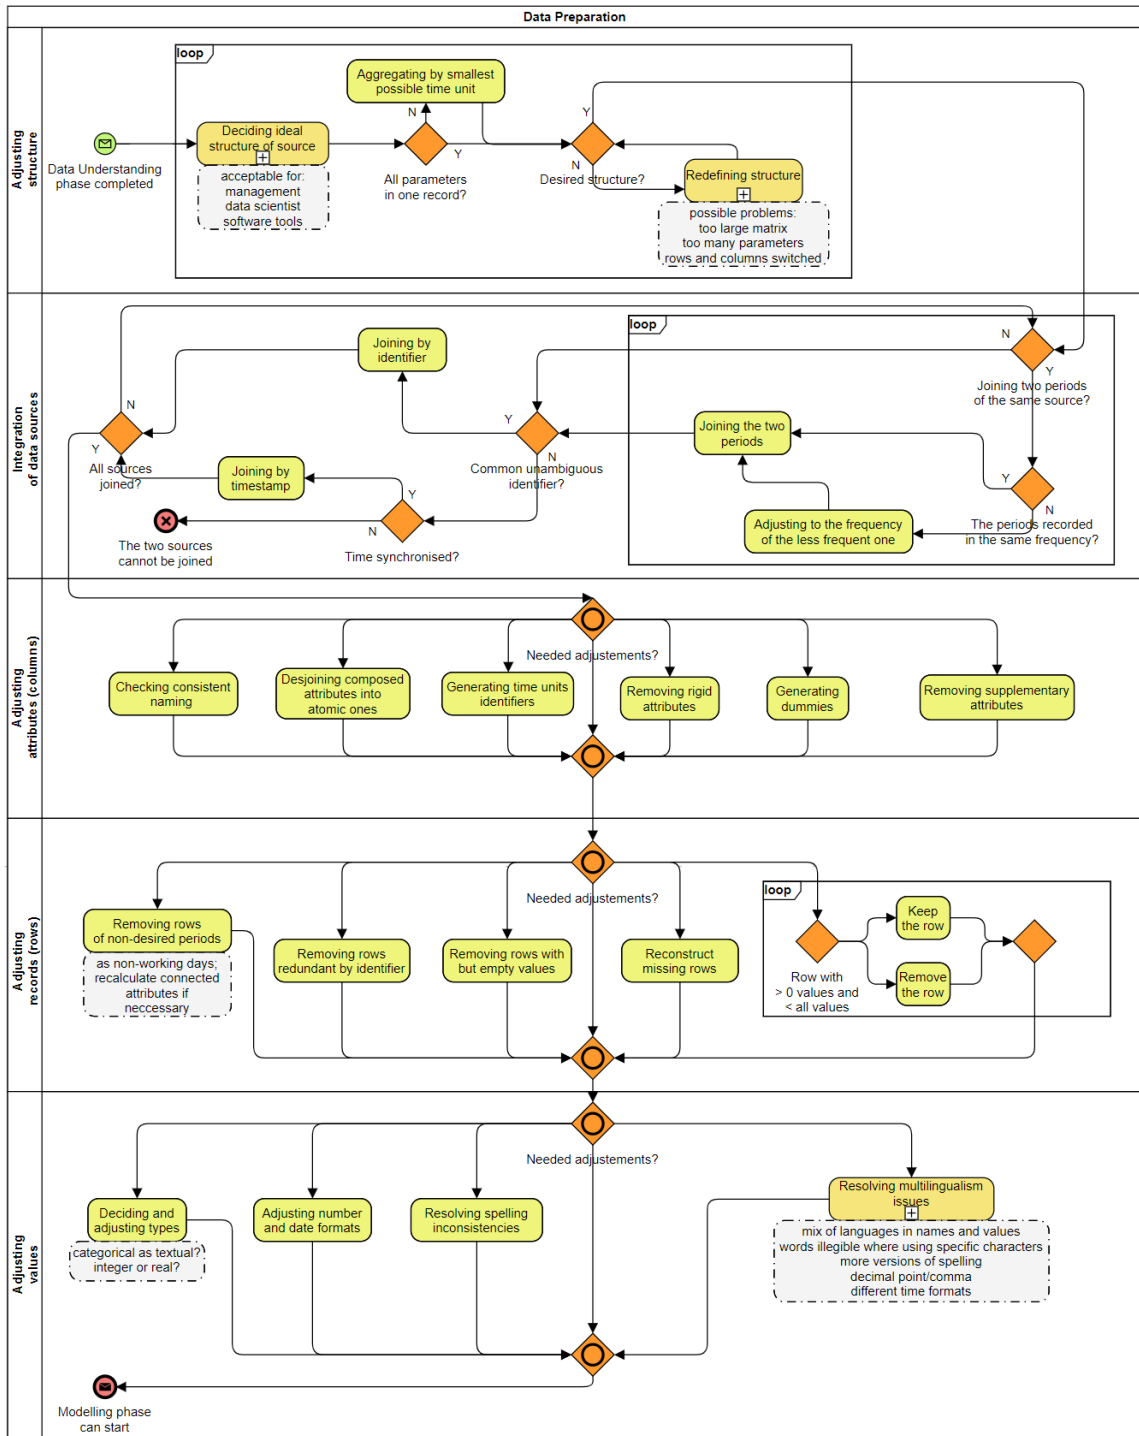 Data Preparation
Adjusting
structure
loop
Aggregating by smallest
possible time unit
Y
N
Deciding ideal
structure of source
Data Understanding
phase completed
acceptable for:
management
data scientist
software tools
All parameters
in one record?
Y
N
Desired structure?
Redefining structure
possible problems:
too large matrix
too many parameters
rows and columns switched
Integration
of data sources
loop
Joining by
identifier
N
Y
Joining two periods
of the same source?
N
Y
All sources
joined?
Y
N
Common unambiguous
identifier?
Joining the two
periods
Joining by
timestamp
Y
N
Time synchronised?
The two sources
cannot be joined
Y
N
The periods recorded
in the same frequency?
Adjusting to the frequency
of the less frequent one
Adjusting
attributes (columns)
Needed adjustements?
Checking consistent
naming
Desjoining composed
attributes into
atomic ones
Generating time units
identifiers
Removing rigid
attributes
Generating
dummies
Removing supplementary
attributes
Adjusting
records (rows)
Needed adjustements?
loop
Removing rows
of non-desired periods
as non-working days;
recalculate connected
attributes if
neccessary
Removing rows
redundant by identifier
Removing rows with
but empty values
Reconstruct
missing rows
Keep
the row
Remove
the row
Row with
> 0 values and
< all values
Adjusting
values
Needed adjustements?
Deciding and
adjusting types
categorical as textual?
integer or real?
Adjusting number
and date formats
Resolving spelling
inconsistencies
Resolving multilingualism
issues
mix of languages in names and values
words illegible where using specific characters
more versions of spelling
decimal point/comma
different time formats
Modelling phase
can start